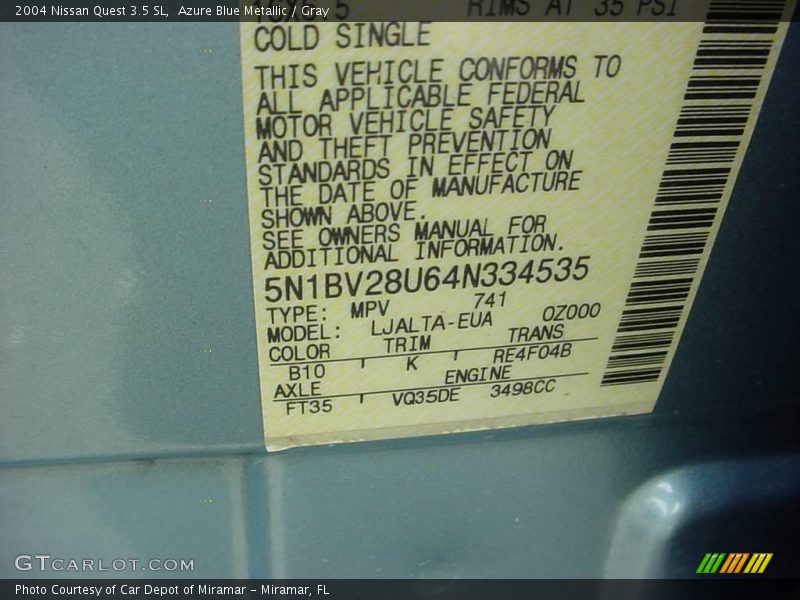 2004 Nissan Quest 3.5 SL,  Azure Blue Metallic / Gray
RIMS AT 35 PSI
COLD SINGLE
THIS VEHICLE CONFORMS TO
ALL APPLICABLE FEDERAL
MOTOR VEHICLE SAFETY
AND THEFT PREVENTION
STANDARDS IN EFFECT ON
THE DATE OF MANUFACTURE
SHOWN ABOVE.
SEE OWNERS MANUAL FOR
ADDITIONAL INFORMATION.
5N1BV28U64N334535
TYPE: MPV 741
MODEL: LJALTA-EUA OZ000
COLOR TRIM TRANS
B10 K RE4F04B
AXLE ENGINE
FT35 VQ35DE 3498CC
GTCARLOT.COM
Photo Courtesy of Car Depot of Miramar - Miramar, FL